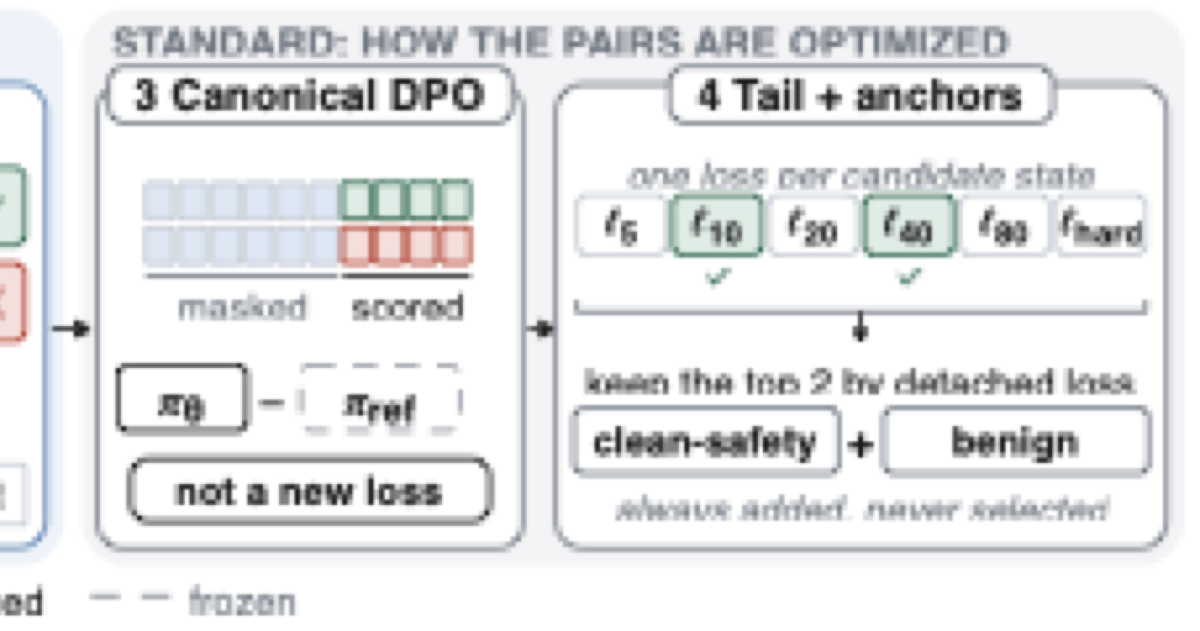 STANDARD: HOW THE PAIRS ARE OPTIMIZED
3 Canonical DPO
masked scored
πθ − πref
not a new loss
4 Tail + anchors
one loss per candidate state
ℓ5 ℓ10 ℓ20 ℓ40 ℓ80 ℓhard
✓ ✓
keep the top 2 by detached loss
clean-safety + benign
always added, never selected
frozen